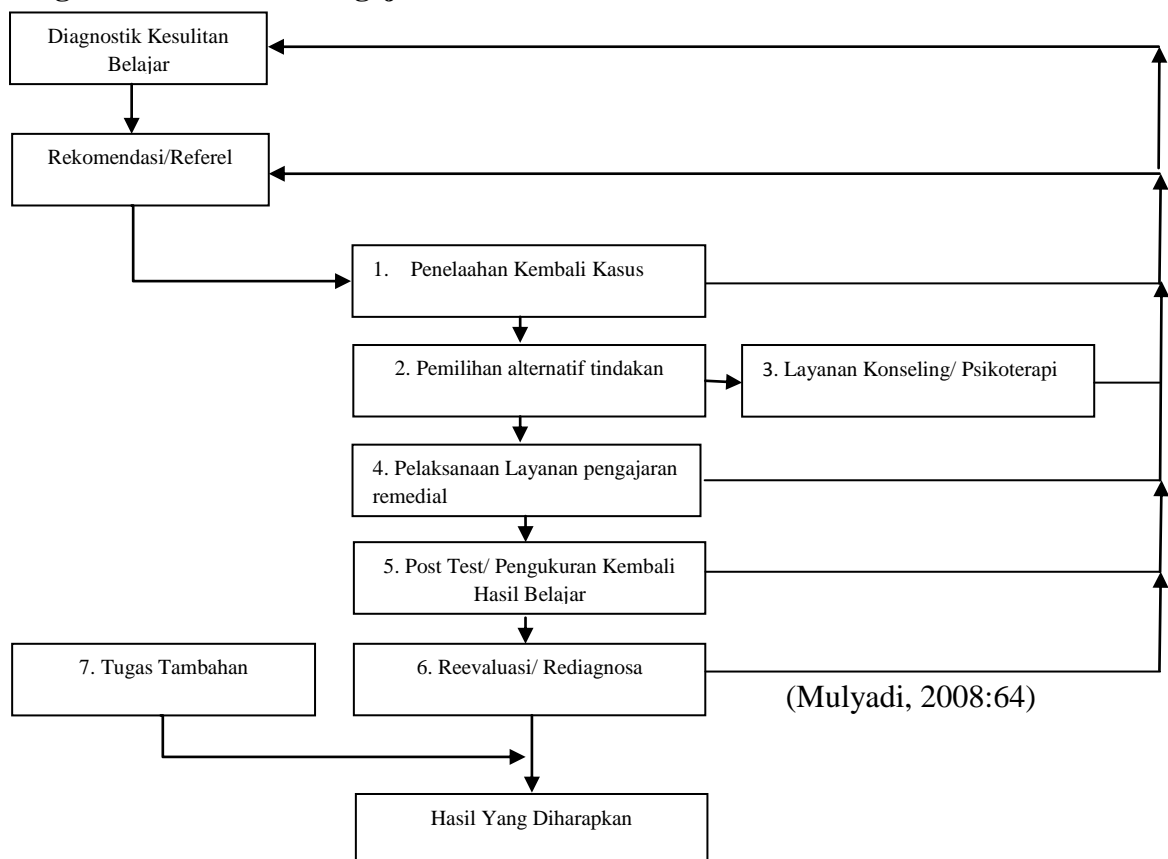 Diagnostik Kesulitan
Belajar
Rekomendasi/Referel
1. Penelaahan Kembali Kasus
2. Pemilihan alternatif tindakan
3. Layanan Konseling/ Psikoterapi
4. Pelaksanaan Layanan pengajaran
remedial
5. Post Test/ Pengukuran Kembali
Hasil Belajar
7. Tugas Tambahan
6. Reevaluasi/ Rediagnosa
(Mulyadi, 2008:64)
Hasil Yang Diharapkan